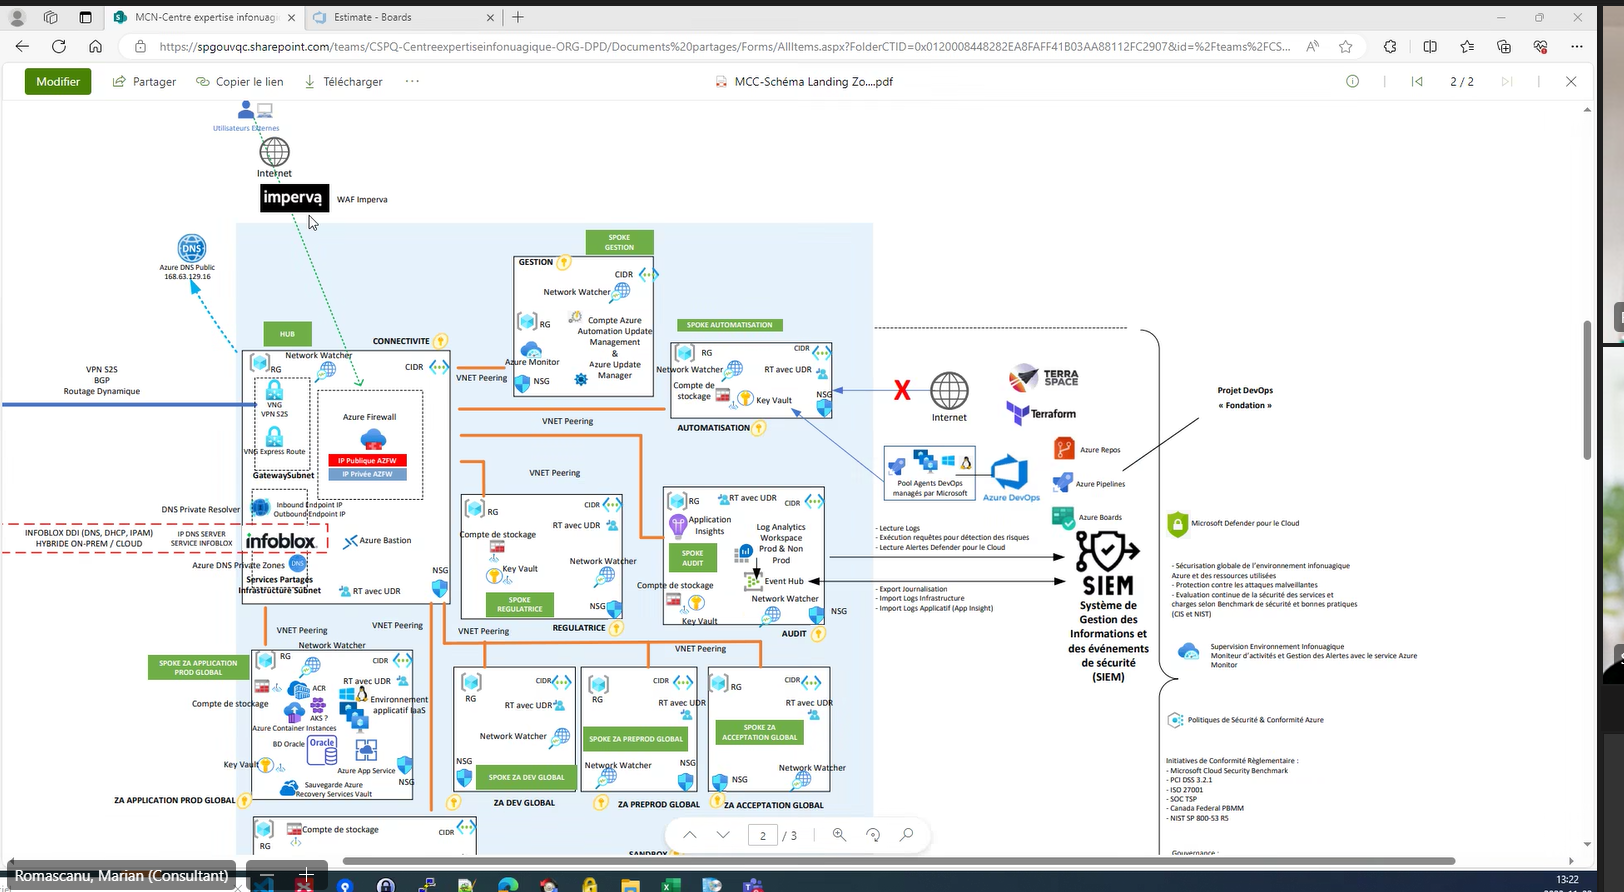 MCN-Centre expertise infonuag
Estimate - Boards
https://spgouvqc.sharepoint.com/teams/CSPQ-Centreexpertiseinfonuagique-ORG-DPD/Documents%20partages/Forms/AllItems.aspx?FolderCTID=0x0120008448282EA8FAFF41B03AA88112FC2907&id=%2Fteams%2FCS...
Modifier
Partager
Copier le lien
Télécharger
MCC-Schéma Landing Zo....pdf
2 / 2
Utilisateurs Externes
Internet
imperva
WAF Imperva
DNS
Azure DNS Public
168.63.129.16
VPN S2S
BGP
Routage Dynamique
HUB
CONNECTIVITE
Network Watcher
RG
CIDR
VNG
VPN S2S
VNG Express Route
GatewaySubnet
Azure Firewall
IP Publique AZFW
IP Privée AZFW
DNS Private Resolver
Inbound Endpoint IP
Outbound Endpoint IP
INFOBLOX DDI (DNS, DHCP, IPAM)
HYBRIDE ON-PREM / CLOUD
IP DNS SERVER
SERVICE INFOBLOX
infoblox
Azure Bastion
Azure DNS Private Zones
DNS
Services Partagés
Infrastructure Subnet
NSG
RT avec UDR
SPOKE
GESTION
GESTION
CIDR
Network Watcher
RG
Compte Azure
Automation Update
Management
&
Azure Update
Manager
Azure Monitor
NSG
VNET Peering
SPOKE AUTOMATISATION
RG
CIDR
Network Watcher
RT avec UDR
Compte de
stockage
Key Vault
NSG
AUTOMATISATION
VNET Peering
X
Internet
TERRA
SPACE
Terraform
Projet DevOps
« Fondation »
Pool Agents DevOps
managés par Microsoft
Azure DevOps
Azure Repos
Azure Pipelines
Azure Boards
VNET Peering
RG
CIDR
RT avec UDR
Compte de stockage
Key Vault
Network Watcher
SPOKE
REGULATRICE
NSG
REGULATRICE
RG
RT avec UDR
CIDR
Application
Insights
Log Analytics
Workspace
Prod & Non
Prod
SPOKE
AUDIT
Event Hub
Compte de stockage
Network Watcher
Key Vault
NSG
AUDIT
- Lecture Logs
- Exécution requêtes pour détection des risques
- Lecture Alertes Defender pour le Cloud
- Export Journalisation
- Import Logs Infrastructure
- Import Logs Applicatif (App Insight)
SIEM
Système de
Gestion des
Informations et
des événements
de sécurité
(SIEM)
Microsoft Defender pour le Cloud
- Sécurisation global de l'environnement infonuagique
Azure et des ressources utilisées
- Protection contre les attaques malveillantes
- Evaluation continue de la sécurité des services et
charges selon Benchmark de sécurité et bonnes pratiques
(CIS et NIST)
Supervision Environnement Infonuagique
Moniteur d'activités et Gestion des Alertes avec le service Azure
Monitor
Politiques de Sécurité & Conformité Azure
Initiatives de Conformité Règlementaire :
- Microsoft Cloud Security Benchmark
- PCI DSS 3.2.1
- ISO 27001
- SOC TSP
- Canada Federal PBMM
- NIST SP 800-53 R5
Gouvernance :
VNET Peering
VNET Peering
VNET Peering
VNET Peering
SPOKE ZA APPLICATION
PROD GLOBAL
Network Watcher
RG
CIDR
ACR
RT avec UDR
Compte de stockage
AKS ?
Environnement
applicatif IaaS
Azure Container Instances
BD Oracle
Oracle
Key Vault
Azure App Service
NSG
Sauvegarde Azure
Recovery Services Vault
ZA APPLICATION PROD GLOBAL
RG
CIDR
RT avec UDR
Network Watcher
NSG
SPOKE ZA DEV GLOBAL
ZA DEV GLOBAL
RG
CIDR
RT avec UDR
SPOKE ZA PREPROD GLOBAL
Network Watcher
NSG
ZA PREPROD GLOBAL
RG
CIDR
RT avec UDR
SPOKE ZA
ACCEPTATION GLOBAL
Network Watcher
NSG
ZA ACCEPTATION GLOBAL
RG
Compte de stockage
CIDR
SANDBOX
2 / 3
Romascanu, Marian (Consultant)
13:22